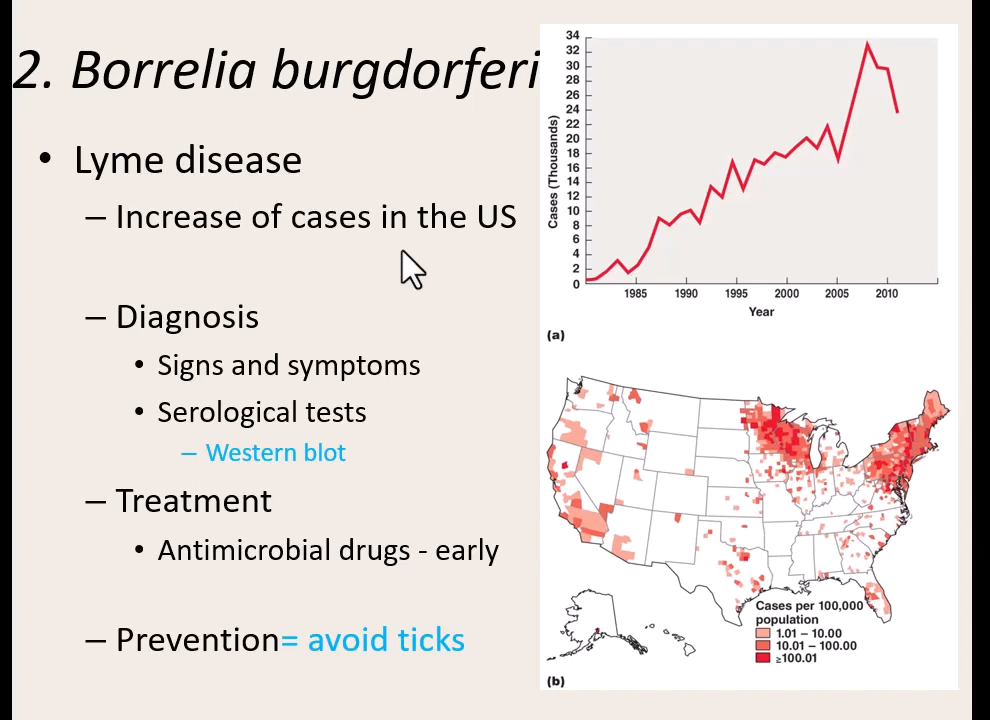 2. Borrelia burgdorferi
• Lyme disease
– Increase of cases in the US
– Diagnosis
• Signs and symptoms
• Serological tests
– Western blot
– Treatment
• Antimicrobial drugs - early
– Prevention= avoid ticks
34
32
30
28
26
24
22
20
18
16
14
12
10
8
6
4
2
0
Cases (Thousands)
1985 1990 1995 2000 2005 2010
Year
(a)
Cases per 100,000
population
1.01 – 10.00
10.01 – 100.00
≥100.01
(b)